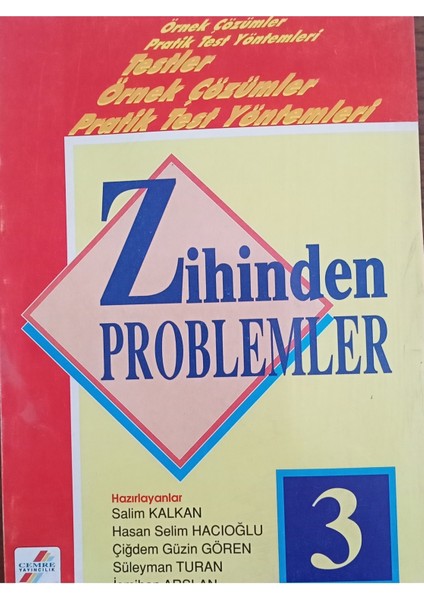 Örnek Çözümler
Pratik Test Yöntemleri
Testler
Örnek Çözümler
Pratik Test Yöntemleri
Zihinden
PROBLEMLER
Hazırlayanlar
Salim KALKAN
Hasan Selim HACIOĞLU
Çiğdem Güzin GÖREN
Süleyman TURAN
3
CEMRE
YAYINCILIK